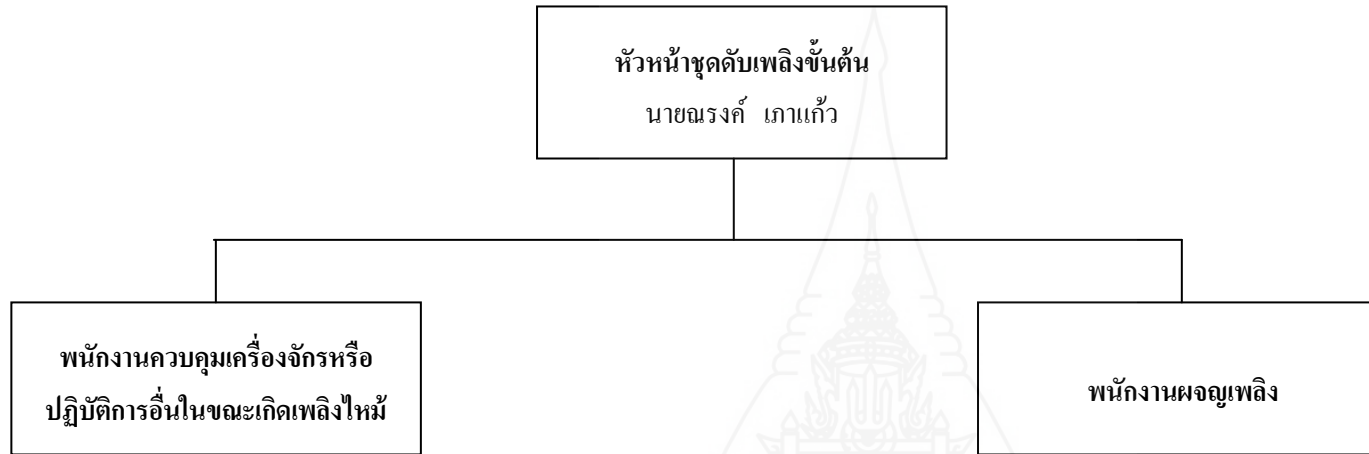 หัวหน้าชุดดับเพลิงขั้นต้น
นายณรงค์ เภาแก้ว
พนักงานควบคุมเครื่องจักรหรือ
ปฏิบัติการอื่นในขณะเกิดเพลิงไหม้
พนักงานผจญเพลิง